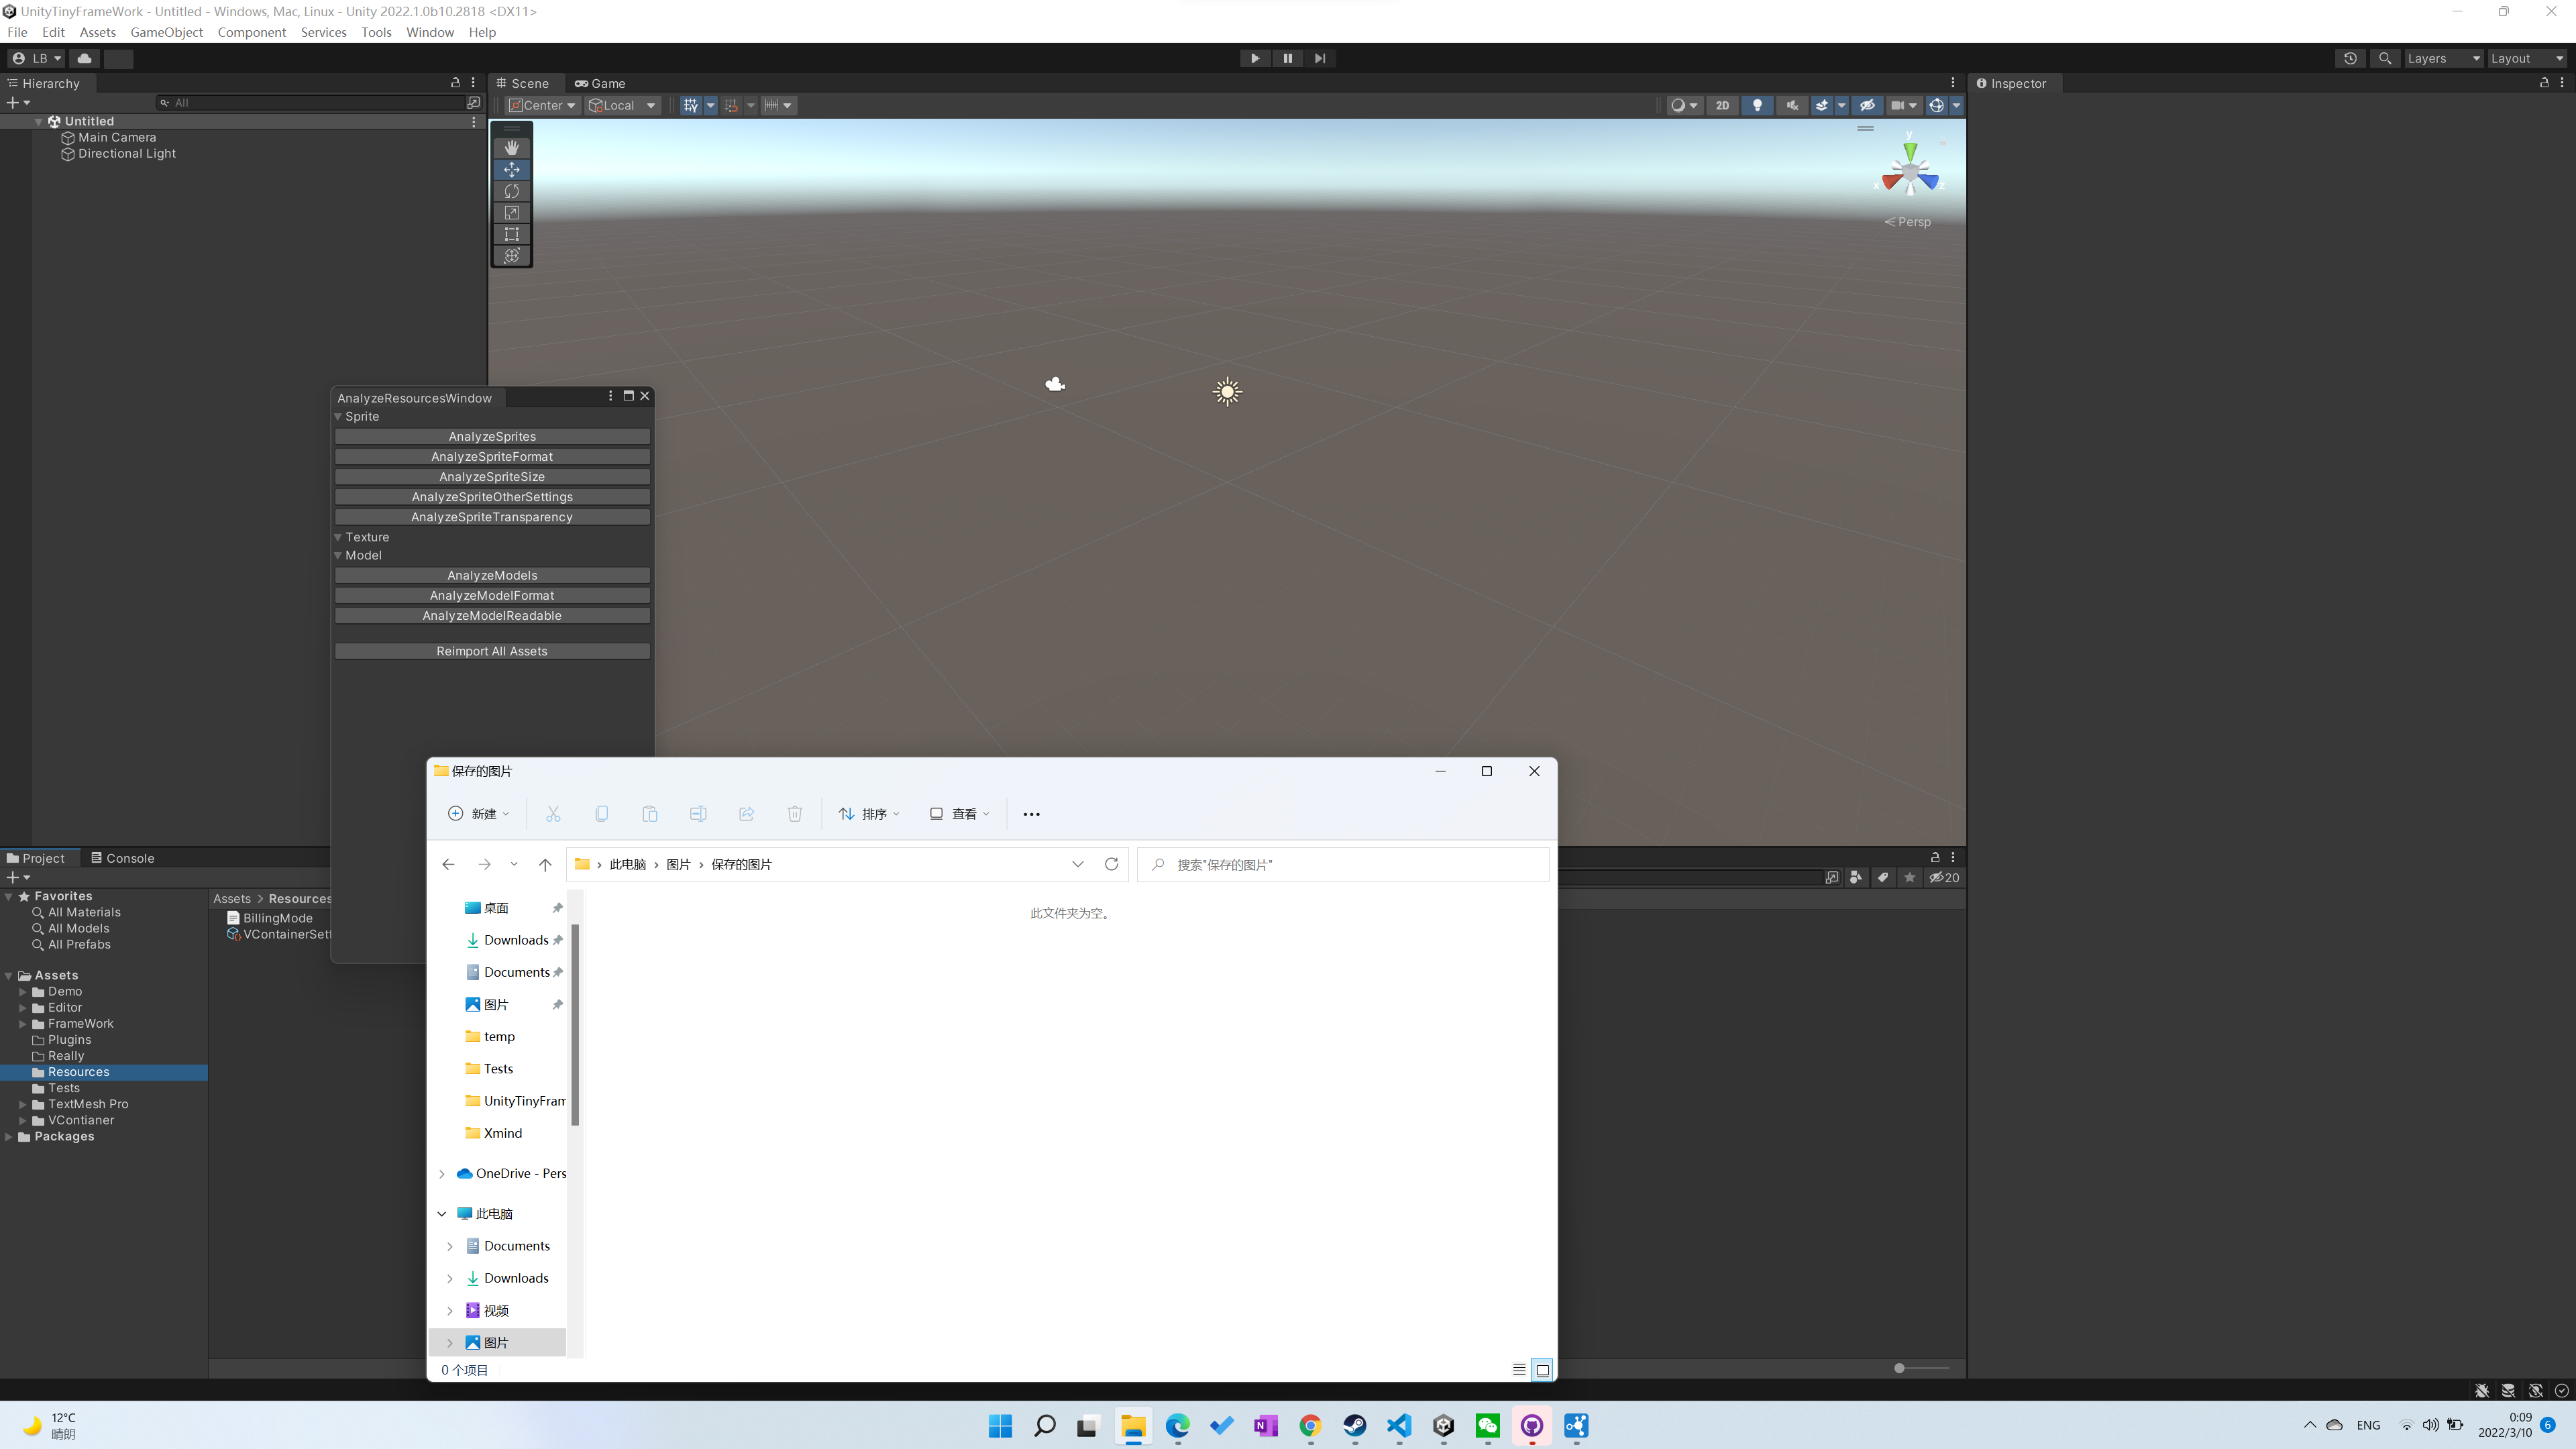 UnityTinyFrameWork - Untitled - Windows, Mac, Linux - Unity 2022.1.0b10.2818 <DX11>
File Edit Assets GameObject Component Services Tools Window Help
LB
Layers Layout
Hierarchy
All
Untitled
Main Camera
Directional Light
Scene Game
Center Local
2D
y
x z
Persp
Inspector
AnalyzeResourcesWindow
Sprite
AnalyzeSprites
AnalyzeSpriteFormat
AnalyzeSpriteSize
AnalyzeSpriteOtherSettings
AnalyzeSpriteTransparency
Texture
Model
AnalyzeModels
AnalyzeModelFormat
AnalyzeModelReadable
Reimport All Assets
Project Console
20
Favorites
All Materials
All Models
All Prefabs
Assets
Demo
Editor
FrameWork
Plugins
Really
Resources
Tests
TextMesh Pro
VContianer
Packages
Assets > Resources
BillingMode
VContainerSett
保存的图片
新建 排序 查看
此电脑 > 图片 > 保存的图片
搜索"保存的图片"
此文件夹为空。
桌面
Downloads
Documents
图片
temp
Tests
UnityTinyFram
Xmind
OneDrive - Pers
此电脑
Documents
Downloads
视频
图片
0 个项目
12°C
晴朗
N
ENG
0:09
2022/3/10
6